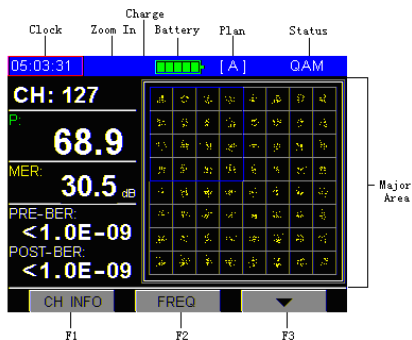 Charge
Clock Zoom In Battery Plan Status
05:03:31 [ A ] QAM
CH: 127
P:
68.9
MER:
30.5 dB
PRE-BER:
<1.0E-09
POST-BER:
<1.0E-09
Major
Area
CH INFO FREQ
F1 F2 F3